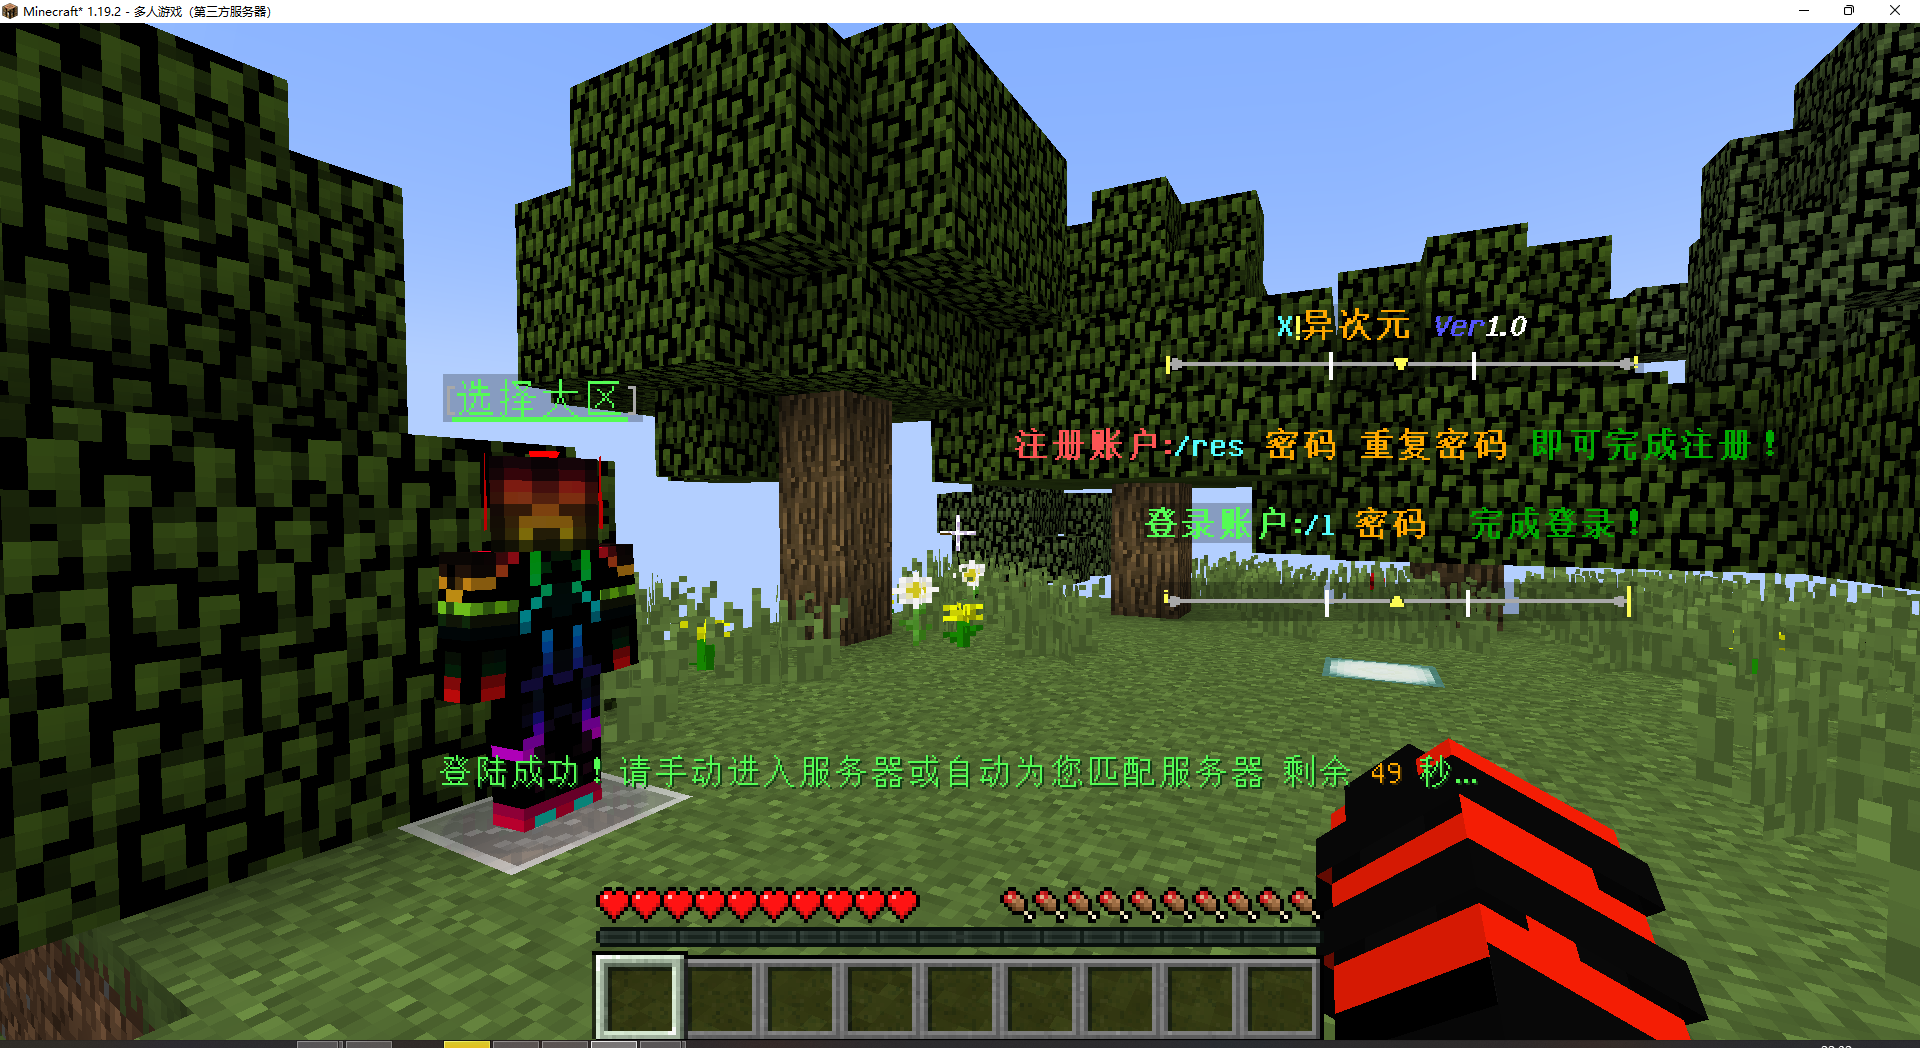 Minecraft* 1.19.2 - 多人游戏（第三方服务器）
X!异次元 Ver1.0
[选择大区]
注册账户:/res 密码 重复密码 即可完成注册!
登录账户:/l 密码 完成登录!
登陆成功! 请手动进入服务器或自动为您匹配服务器 剩余 49 秒...